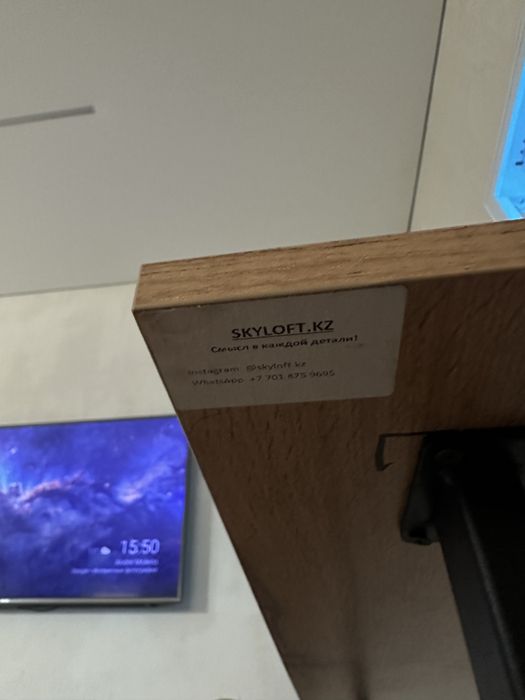 SKYLOFT.KZ
Смысл в каждой детали!
Instagram @skyloft.kz
WhatsApp +7 701 875 9695
15:50